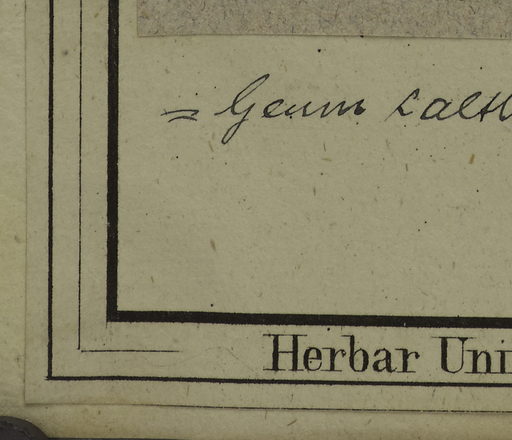 = Geum calth
Herbar Uni